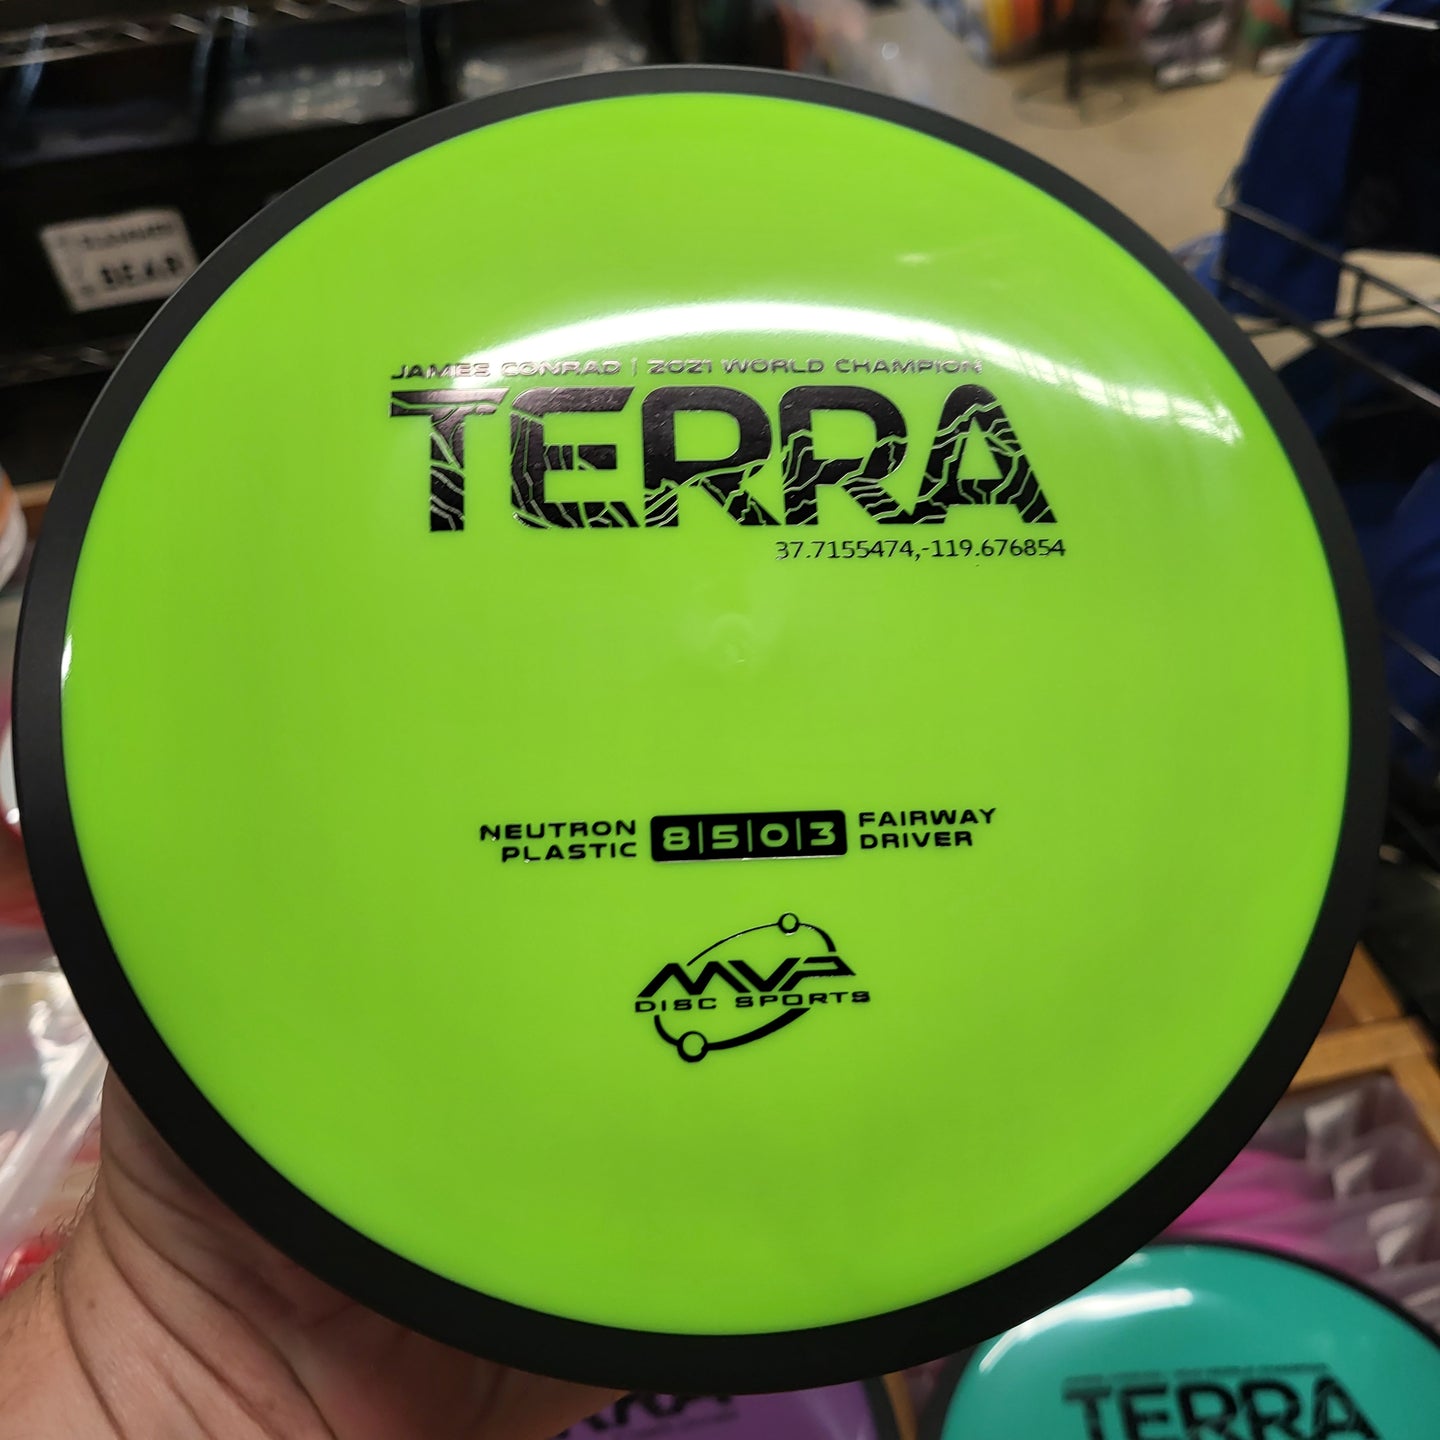 JAMES CONRAD | 2021 WORLD CHAMPION
TERRA
37.7155474,-119.676854
NEUTRON PLASTIC
8|5|0|3
FAIRWAY DRIVER
MVP
DISC SPORTS
BEAR
TERRA